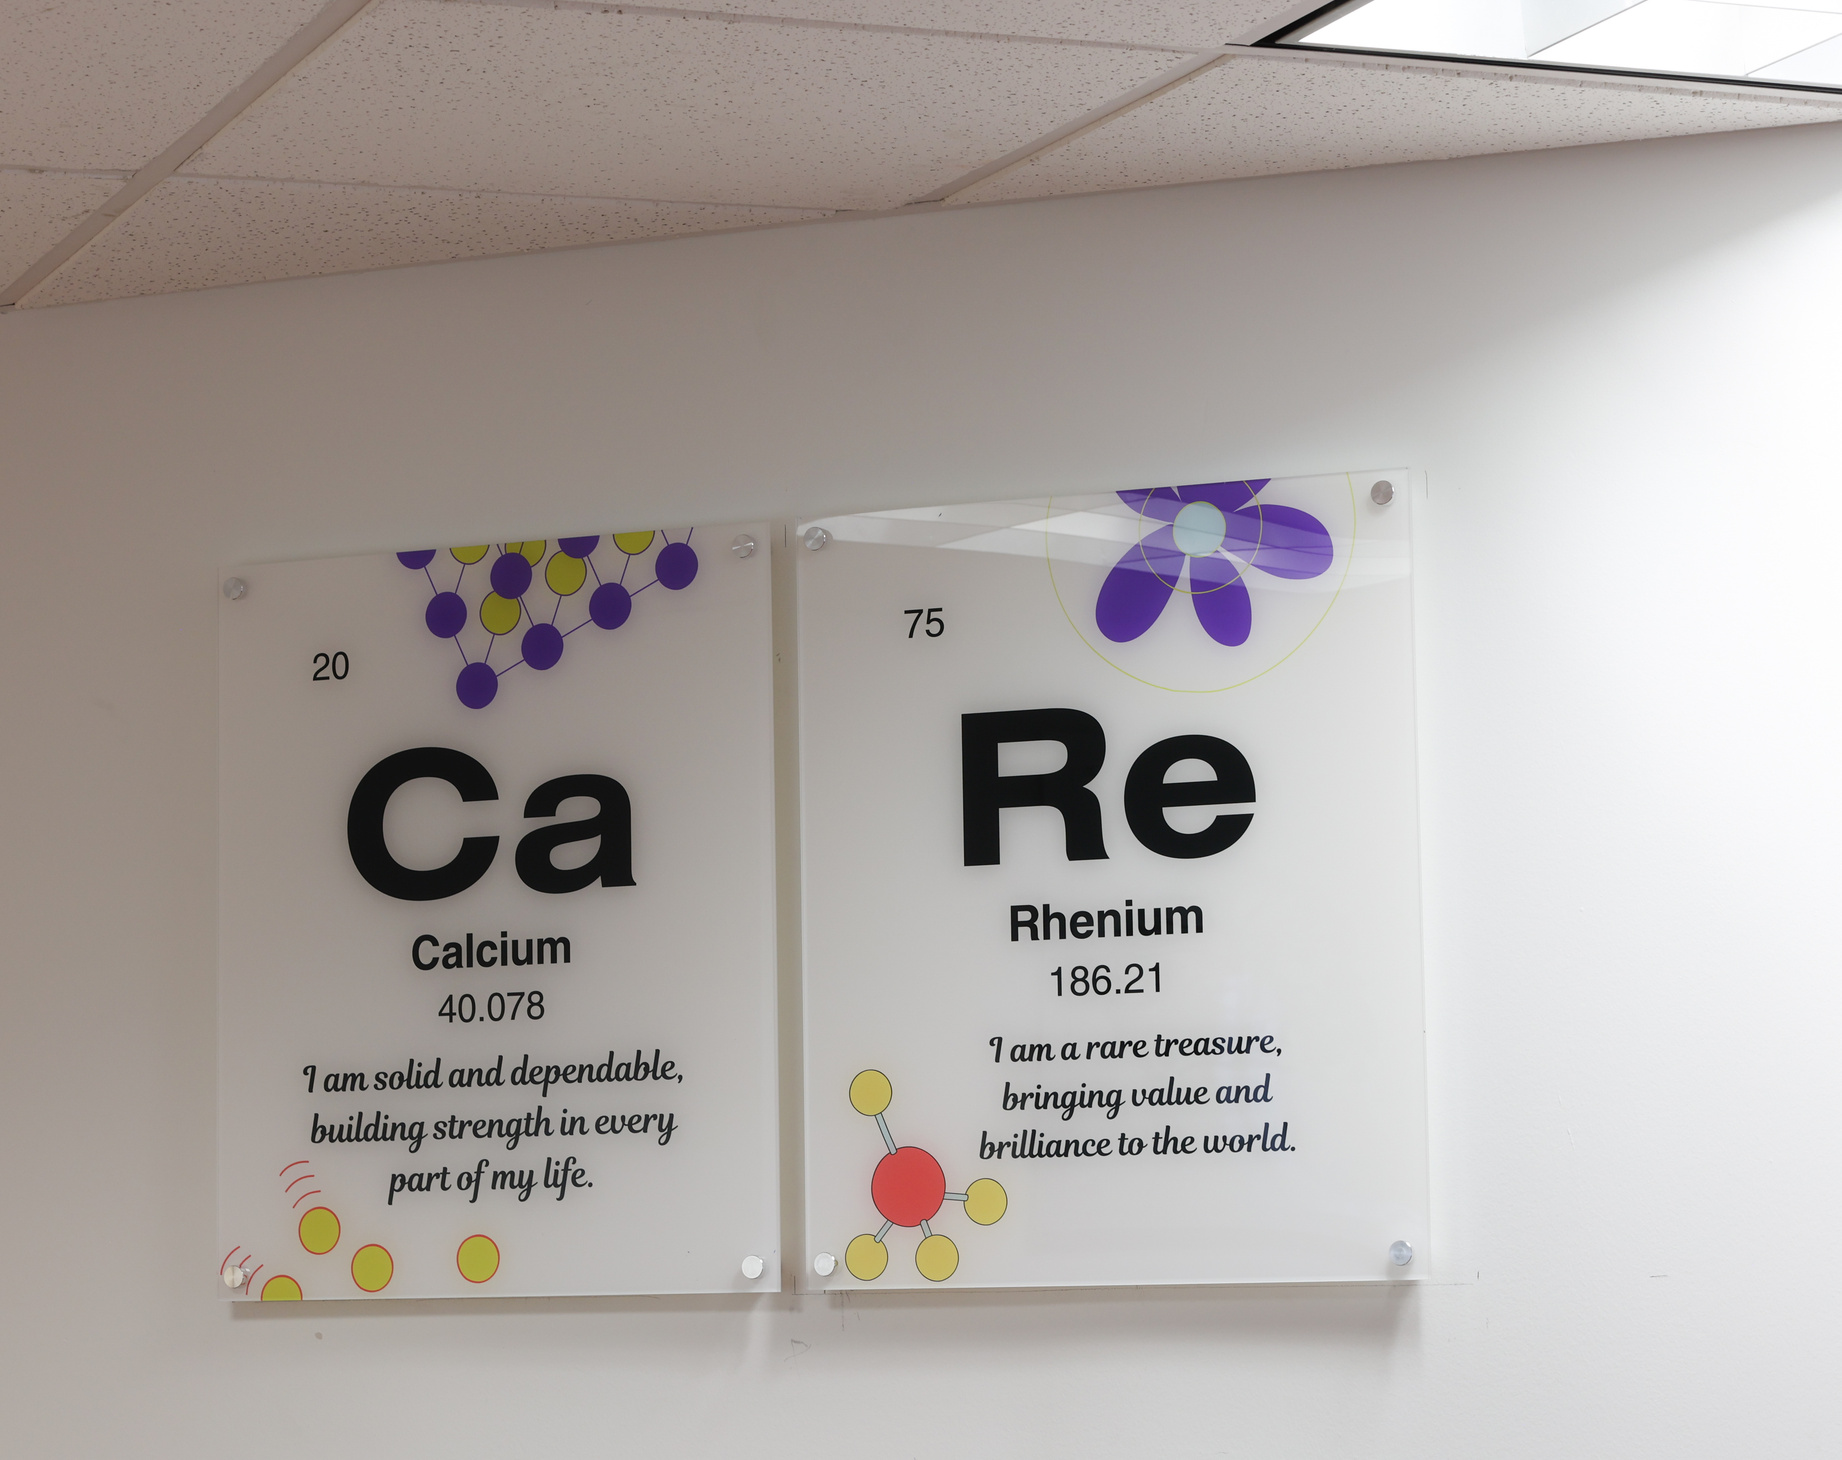 20
Ca
Calcium
40.078
I am solid and dependable,
building strength in every
part of my life.
75
Re
Rhenium
186.21
I am a rare treasure,
bringing value and
brilliance to the world.